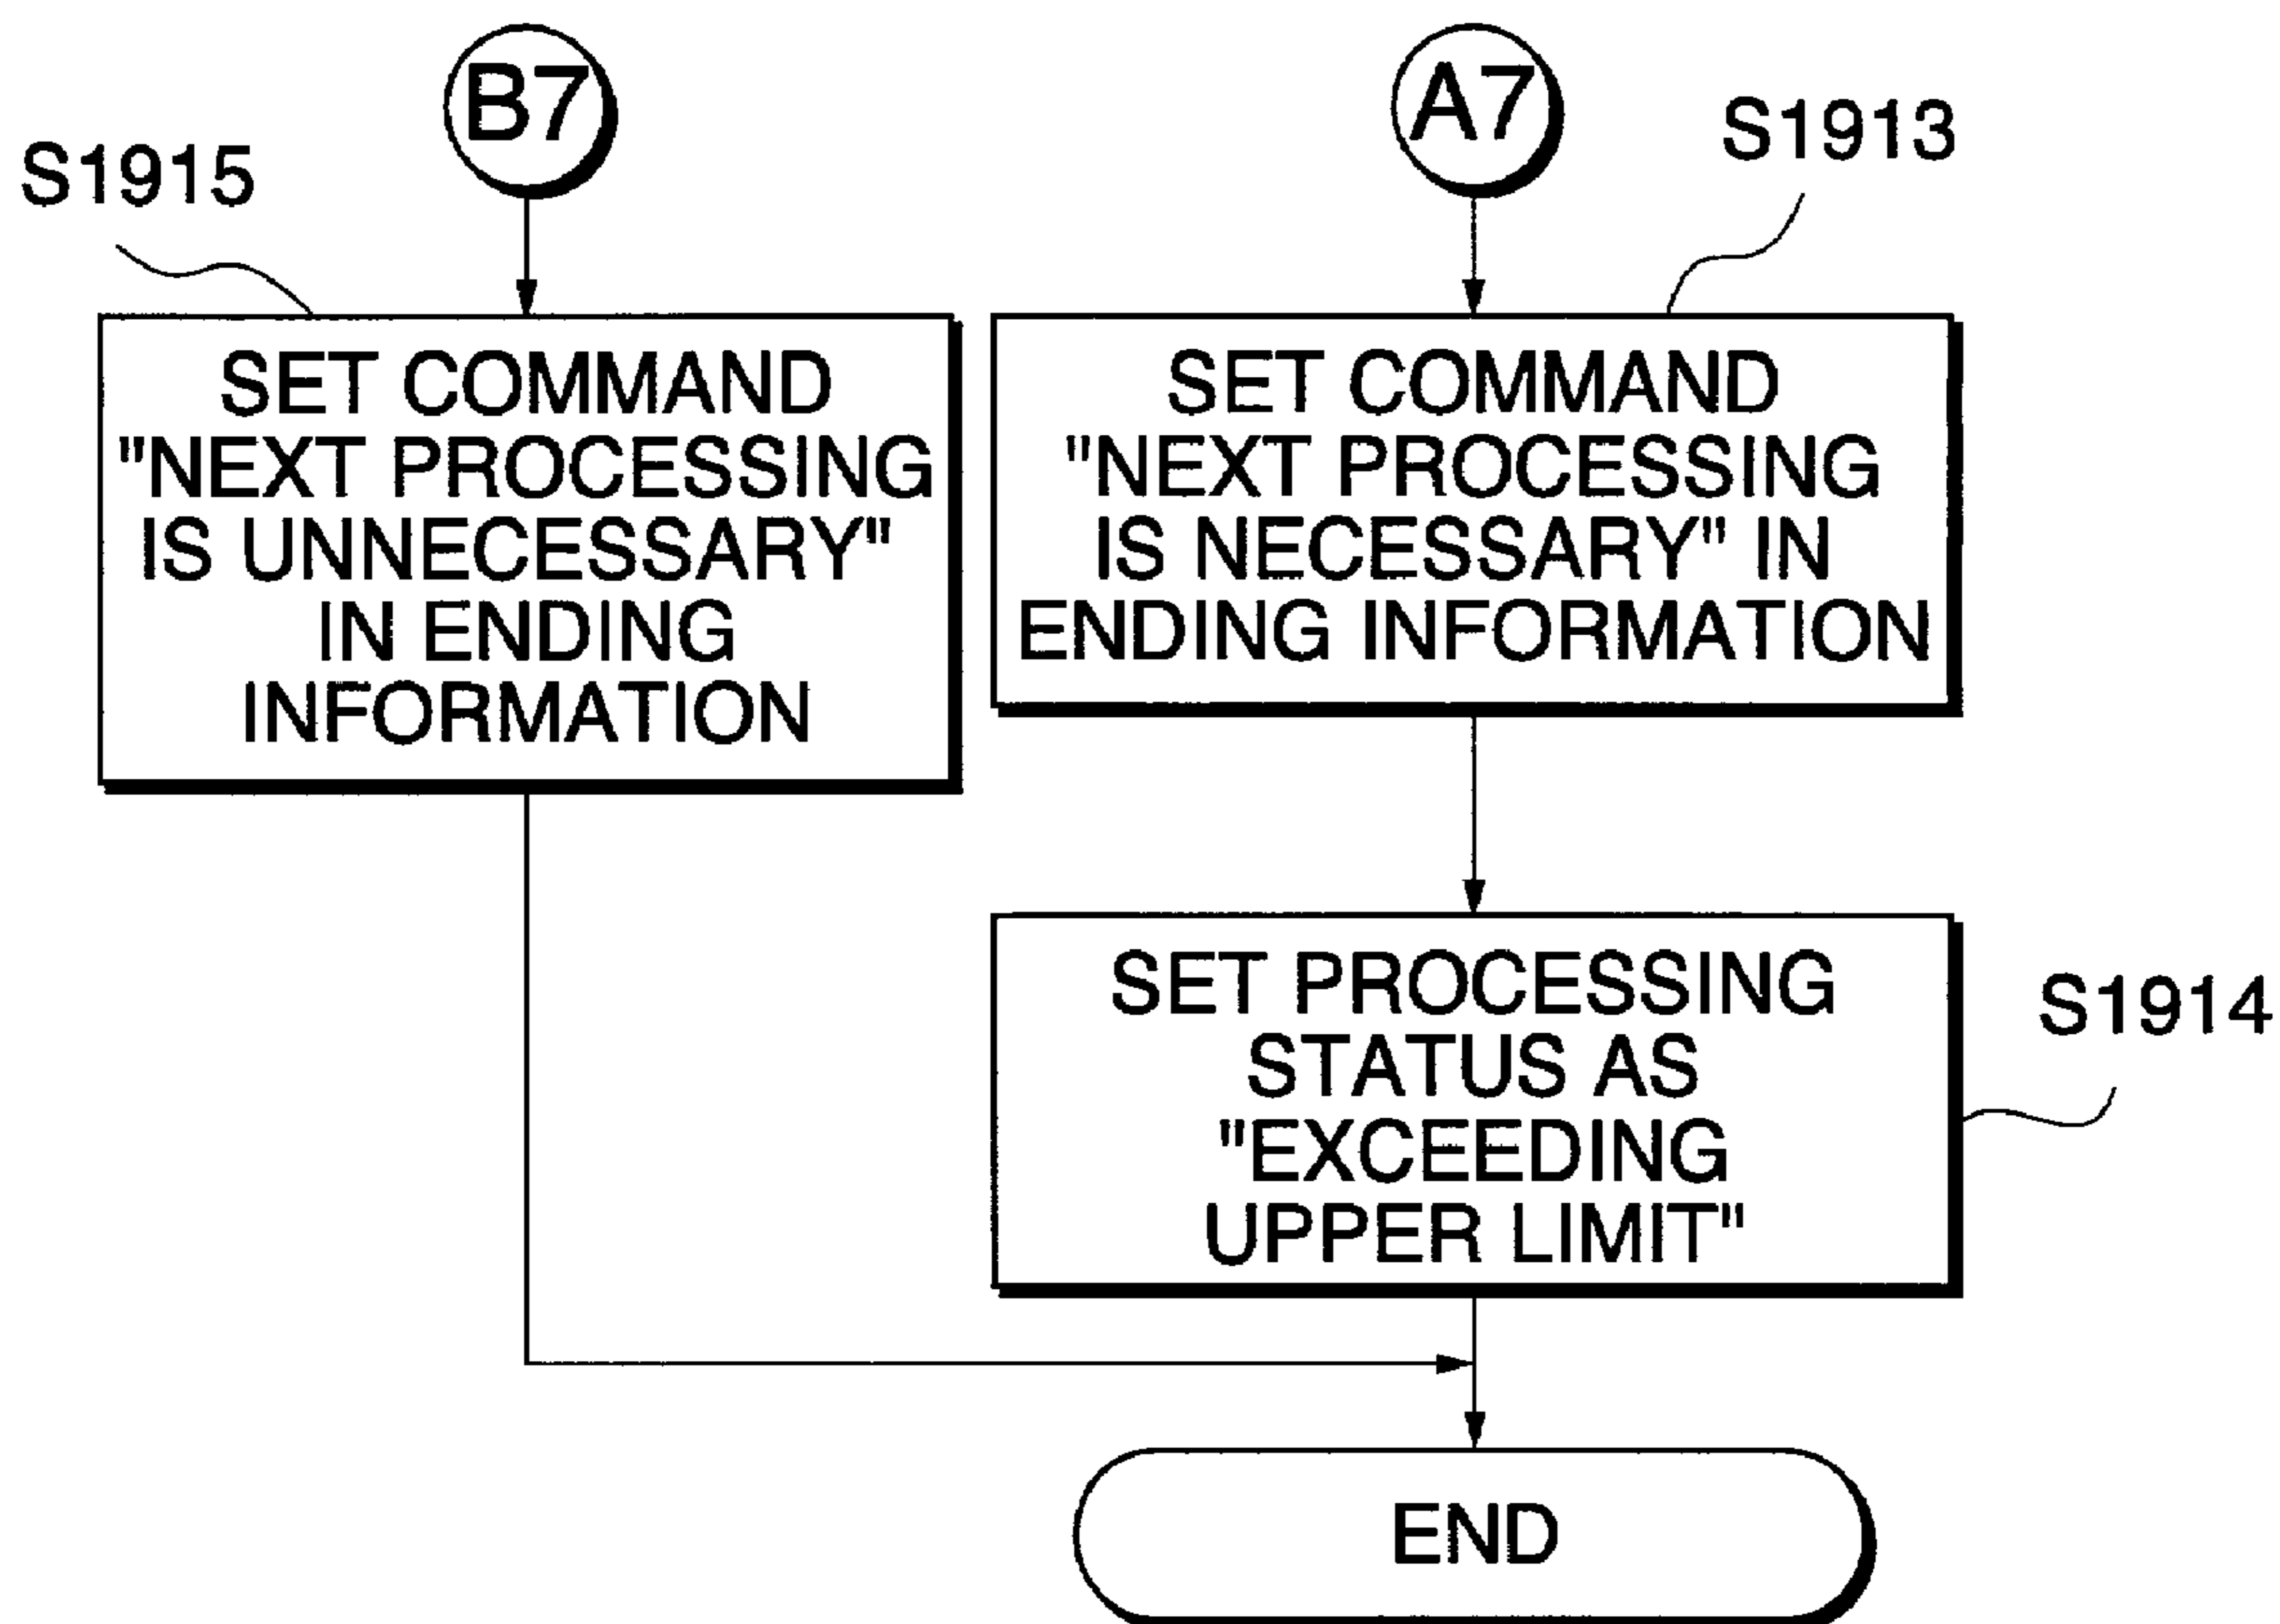 B7
A7
S1913
S1915
SET COMMAND
"NEXT PROCESSING
IS UNNECESSARY"
IN ENDING
INFORMATION
SET COMMAND
"NEXT PROCESSING
IS NECESSARY" IN
ENDING INFORMATION
SET PROCESSING
STATUS AS
"EXCEEDING
UPPER LIMIT"
S1914
END